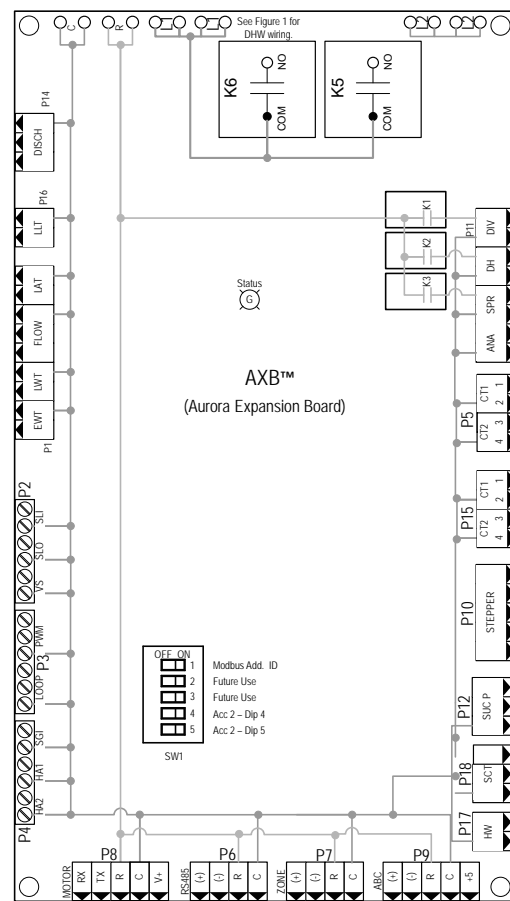 C
R
L1
L1
See Figure 1 for
DHW wiring.
L2
L2
K6
NO
COM
K5
NO
COM
P14
DISCH
P16
LLT
LAT
FLOW
LWT
EWT
P1
K1
K2
K3
P11
DIV
DH
SPR
ANA
Status
G
AXB™
(Aurora Expansion Board)
CT1
1
2
P5
CT2
3
4
CT1
1
2
P15
CT2
3
4
P2
SLI
SLO
VS
P10
STEPPER
P3
PWM
LOOP
OFF ON
1 Modbus Add. ID
2 Future Use
3 Future Use
4 Acc 2 – Dip 4
5 Acc 2 – Dip 5
SW1
P12
SUC P
P18
SCT
P17
HW
SGI
HA1
HA2
P4
P8
P6
P7
P9
MOTOR
RX
TX
R
C
V+
RS485
(+)
(-)
R
C
ZONE
(+)
(-)
R
C
ABC
(+)
(-)
R
C
+5